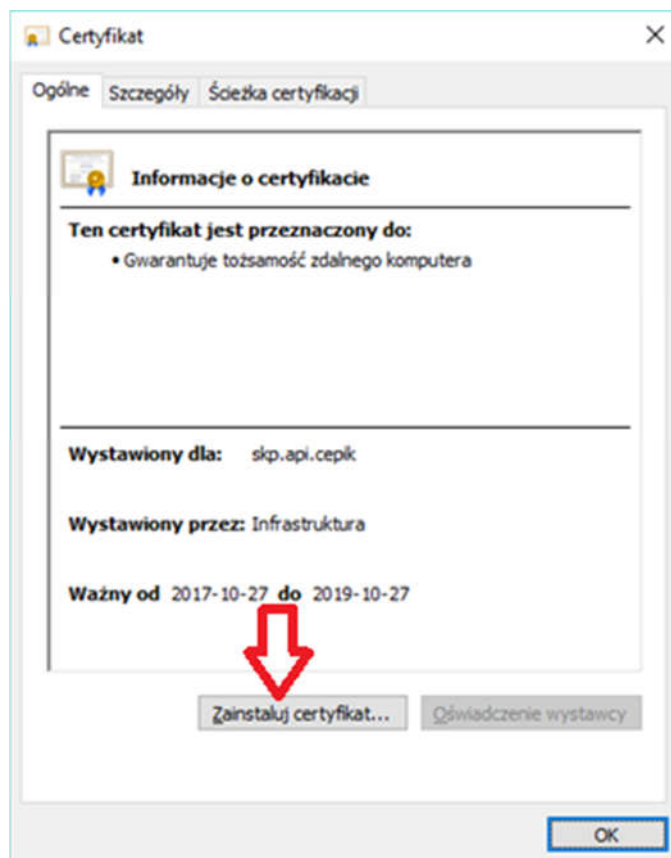 Certyfikat
Ogólne Szczegóły Ścieżka certyfikacji
Informacje o certyfikacie
Ten certyfikat jest przeznaczony do:
• Gwarantuje tożsamość zdalnego komputera
Wystawiony dla: skp.api.cepik
Wystawiony przez: Infrastruktura
Ważny od 2017-10-27 do 2019-10-27
Zainstaluj certyfikat... Oświadczenie wystawcy
OK